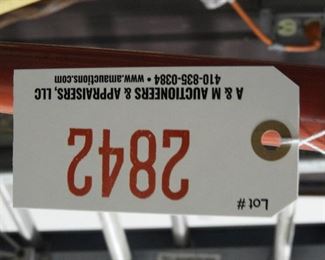 Lot #
2842
A & M AUCTIONEERS & APPRAISERS, LLC
410-835-0384 • www.amauctions.com